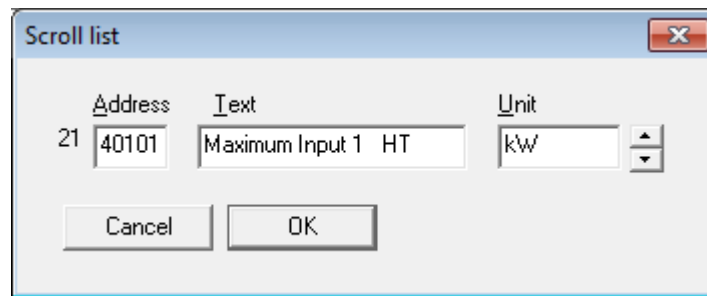 Scroll list
Address Text Unit
21 40101 Maximum Input 1   HT kW
Cancel OK